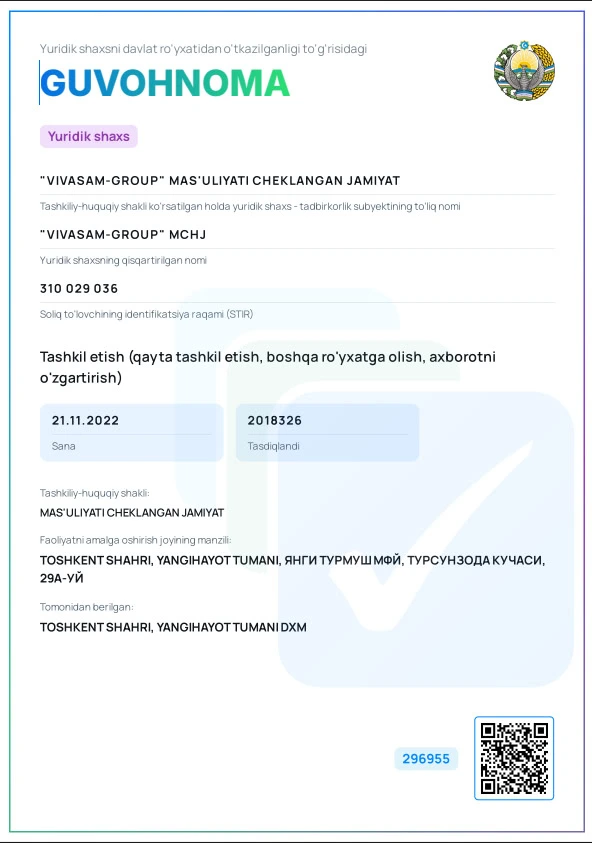 Yuridik shaxsni davlat ro'yxatidan o'tkazilganligi to'g'risidagi
GUVOHNOMA
Yuridik shaxs
"VIVASAM-GROUP" MAS'ULIYATI CHEKLANGAN JAMIYAT
Tashkiliy-huquqiy shakli ko'rsatilgan holda yuridik shaxs - tadbirkorlik subyektining to'liq nomi
"VIVASAM-GROUP" MCHJ
Yuridik shaxsning qisqartirilgan nomi
310 029 036
Soliq to'lovchining identifikatsiya raqami (STIR)
Tashkil etish (qayta tashkil etish, boshqa ro'yxatga olish, axborotni
o'zgartirish)
21.11.2022
Sana
2018326
Tasdiqlandi
Tashkiliy-huquqiy shakli:
MAS'ULIYATI CHEKLANGAN JAMIYAT
Faoliyatni amalga oshirish joyining manzili:
TOSHKENT SHAHRI, YANGIHAYOT TUMANI, ЯНГИ ТУРМУШ МФЙ, ТУРСУНЗОДА КУЧАСИ,
29А-УЙ
Tomonidan berilgan:
TOSHKENT SHAHRI, YANGIHAYOT TUMANI DXM
296955